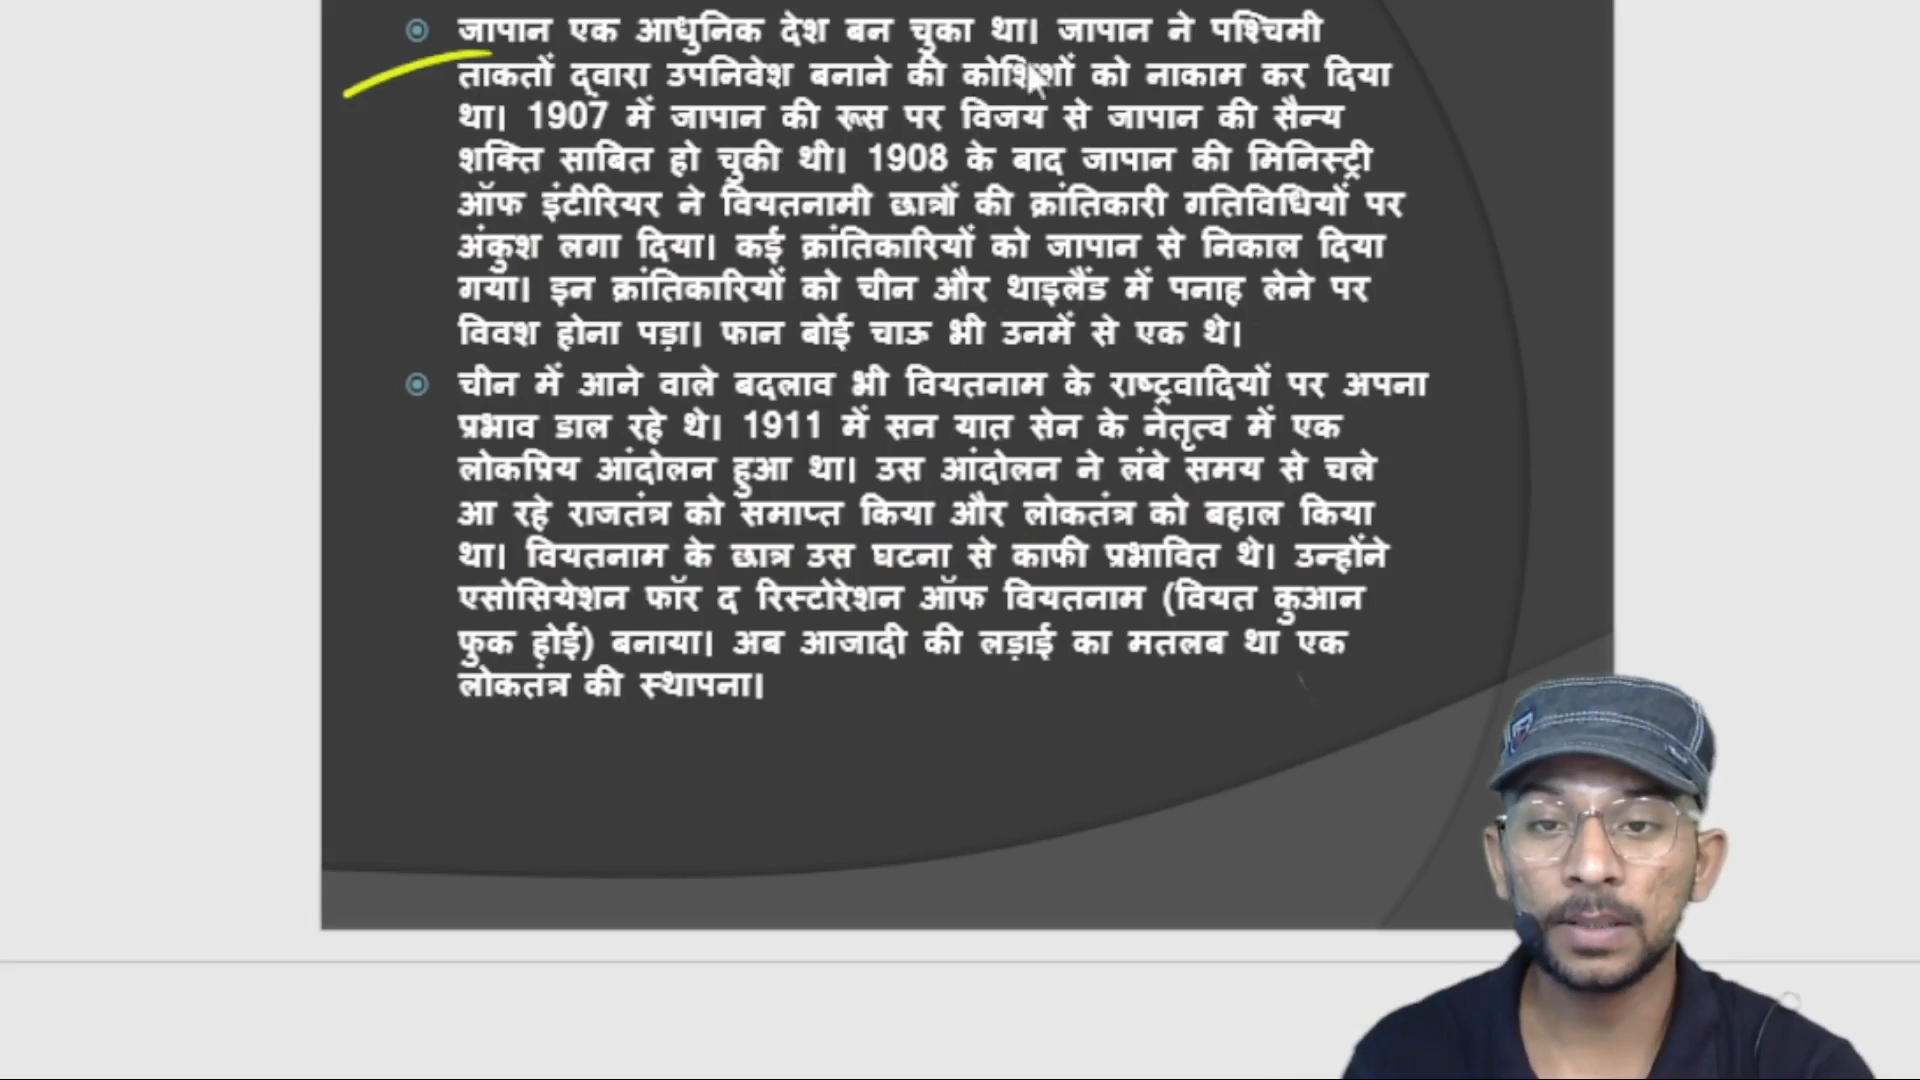 जापान एक आधुनिक देश बन चुका था। जापान ने पश्चिमी
ताकतों द्वारा उपनिवेश बनाने की कोशिशों को नाकाम कर दिया
था। 1907 में जापान की रूस पर विजय से जापान की सैन्य
शक्ति साबित हो चुकी थी। 1908 के बाद जापान की मिनिस्ट्री
ऑफ इंटीरियर ने वियतनामी छात्रों की क्रांतिकारी गतिविधियों पर
अंकुश लगा दिया। कई क्रांतिकारियों को जापान से निकाल दिया
गया। इन क्रांतिकारियों को चीन और थाइलैंड में पनाह लेने पर
विवश होना पड़ा। फान बोई चाऊ भी उनमें से एक थे।
चीन में आने वाले बदलाव भी वियतनाम के राष्ट्रवादियों पर अपना
प्रभाव डाल रहे थे। 1911 में सन यात सेन के नेतृत्व में एक
लोकप्रिय आंदोलन हुआ था। उस आंदोलन ने लंबे समय से चले
आ रहे राजतंत्र को समाप्त किया और लोकतंत्र को बहाल किया
था। वियतनाम के छात्र उस घटना से काफी प्रभावित थे। उन्होंने
एसोसियेशन फॉर द रिस्टोरेशन ऑफ वियतनाम (वियत कुआन
फुक होई) बनाया। अब आजादी की लड़ाई का मतलब था एक
लोकतंत्र की स्थापना।